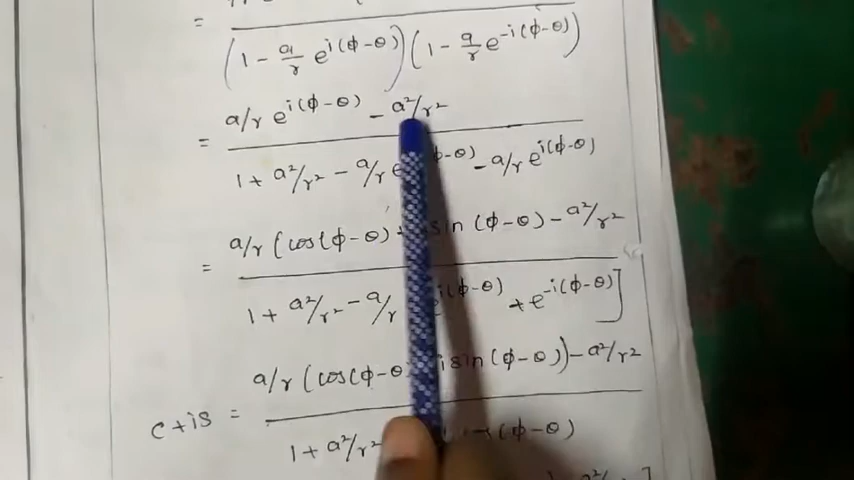 =
(1 - a/r e^{i(ϕ-θ)}) (1 - a/r e^{-i(ϕ-θ)})
= a/r e^{i(ϕ-θ)} - a²/r²
1 + a²/r² - a/r e ϕ-θ) - a/r e^{i(ϕ-θ)}
= a/r (cos(ϕ-θ) + sin (ϕ-θ) - a²/r²
1 + a²/r² - a/r e^{i(ϕ-θ)} + e^{-i(ϕ-θ)}]
a/r (cos(ϕ-θ isin(ϕ-θ)) - a²/r²
C+iS =
1 + a²/r² (ϕ-θ)